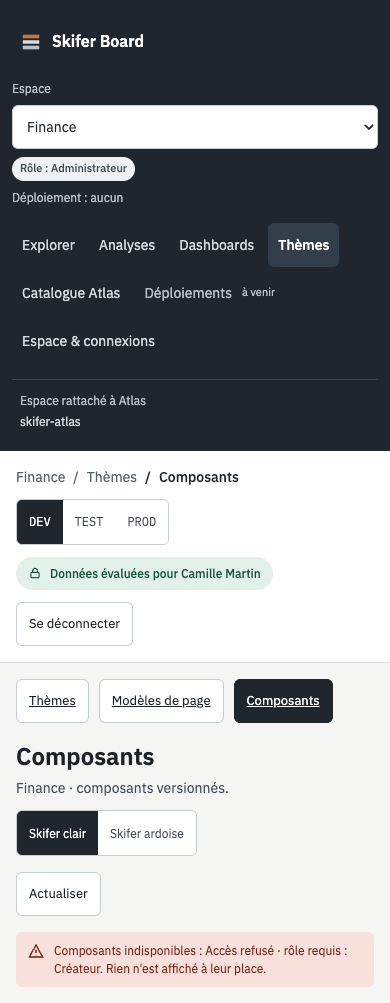 Skifer Board
Espace
Finance
Rôle : Administrateur
Déploiement : aucun
Explorer Analyses Dashboards Thèmes
Catalogue Atlas Déploiements à venir
Espace & connexions
Espace rattaché à Atlas
skifer-atlas
Finance / Thèmes / Composants
DEV TEST PROD
Données évaluées pour Camille Martin
Se déconnecter
Thèmes Modèles de page Composants
Composants
Finance · composants versionnés.
Skifer clair Skifer ardoise
Actualiser
Composants indisponibles : Accès refusé · rôle requis :
Créateur. Rien n'est affiché à leur place.